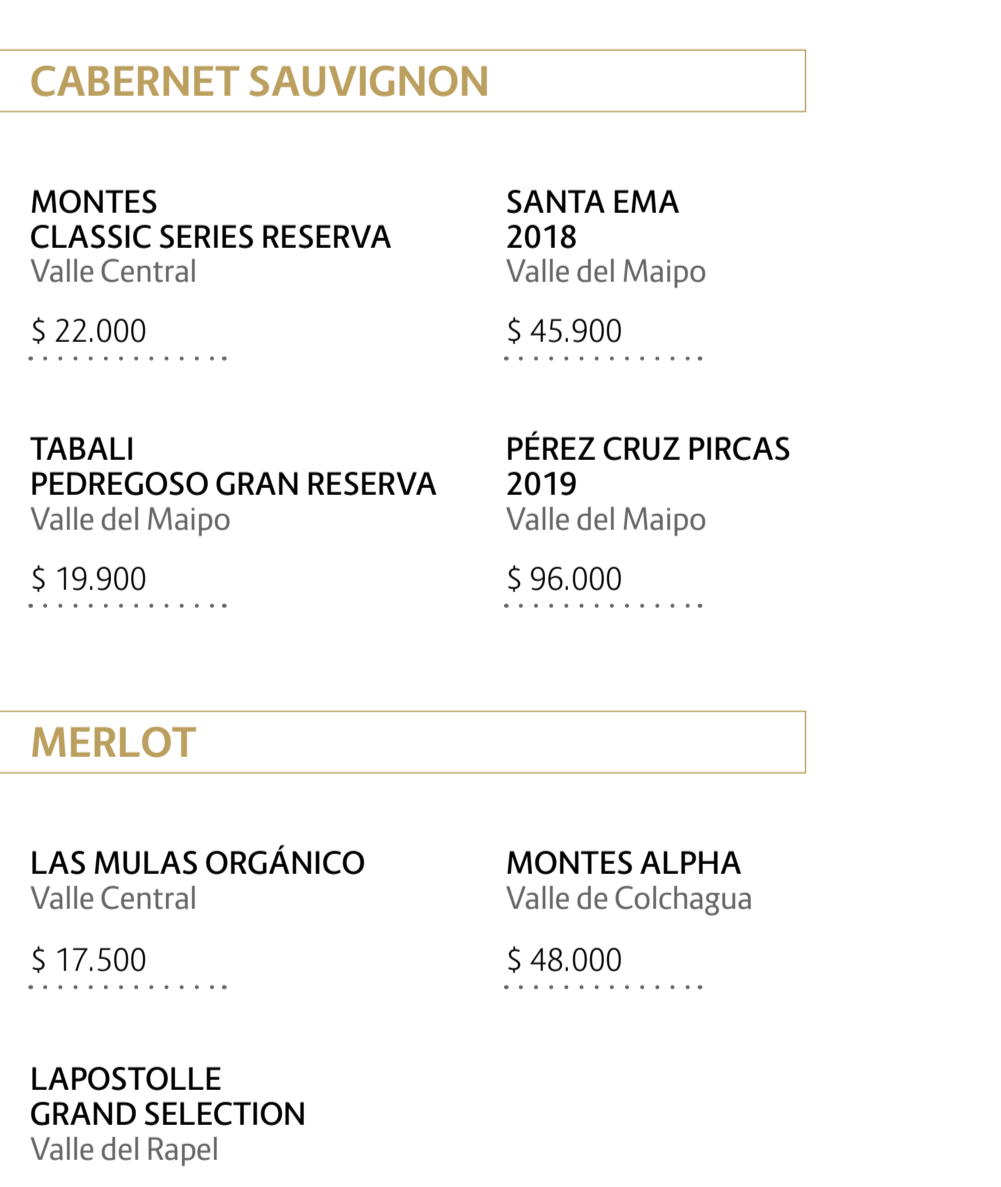 CABERNET SAUVIGNON
MONTES
CLASSIC SERIES RESERVA
Valle Central
$ 22.000
SANTA EMA
2018
Valle del Maipo
$ 45.900
TABALI
PEDREGOSO GRAN RESERVA
Valle del Maipo
$ 19.900
PÉREZ CRUZ PIRCAS
2019
Valle del Maipo
$ 96.000
MERLOT
LAS MULAS ORGÁNICO
Valle Central
$ 17.500
MONTES ALPHA
Valle de Colchagua
$ 48.000
LAPOSTOLLE
GRAND SELECTION
Valle del Rapel